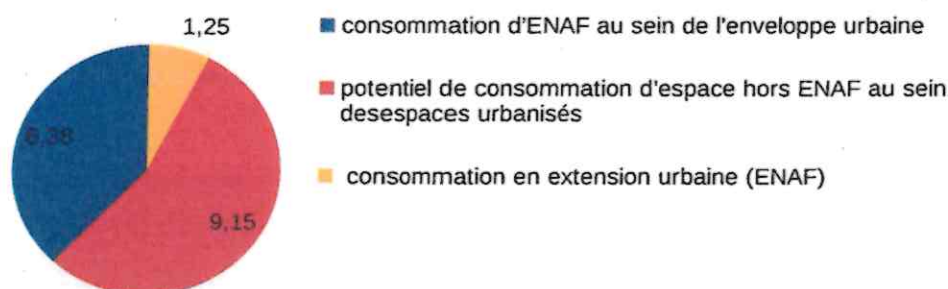 1,25
consommation d'ENAF au sein de l'enveloppe urbaine
potentiel de consommation d'espace hors ENAF au sein
desespaces urbanisés
6,38
consommation en extension urbaine (ENAF)
9,15